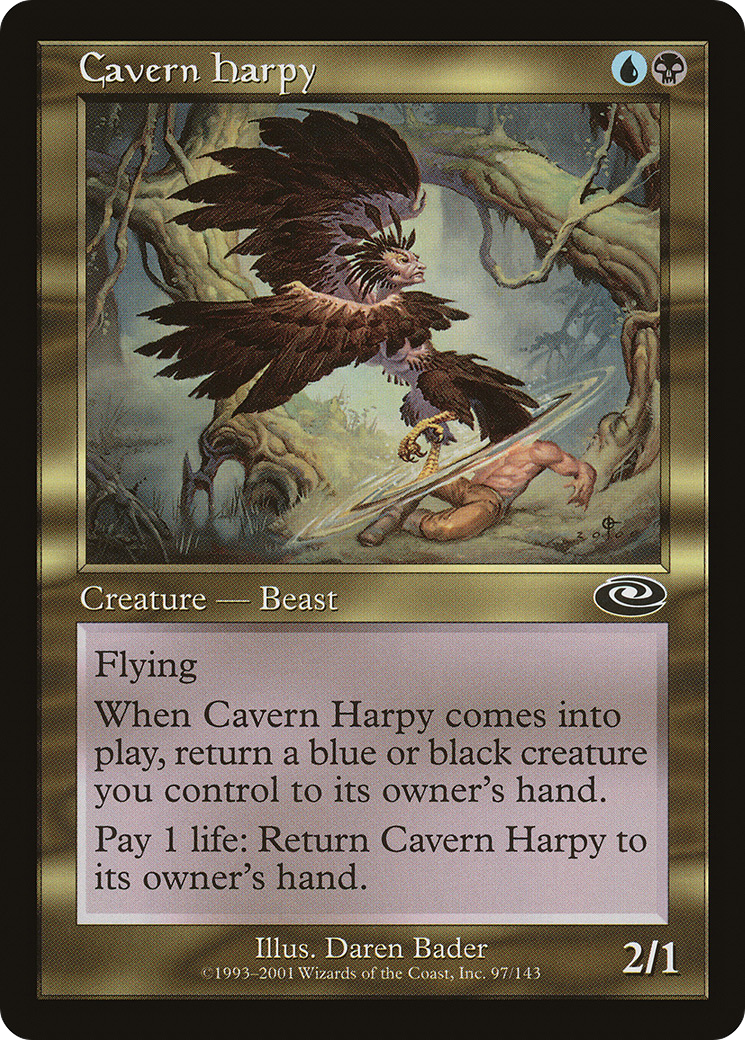 Cavern Harpy
Creature — Beast
Flying
When Cavern Harpy comes into
play, return a blue or black creature
you control to its owner's hand.
Pay 1 life: Return Cavern Harpy to
its owner's hand.
Illus. Daren Bader
2/1
©1993–2001 Wizards of the Coast, Inc. 97/143